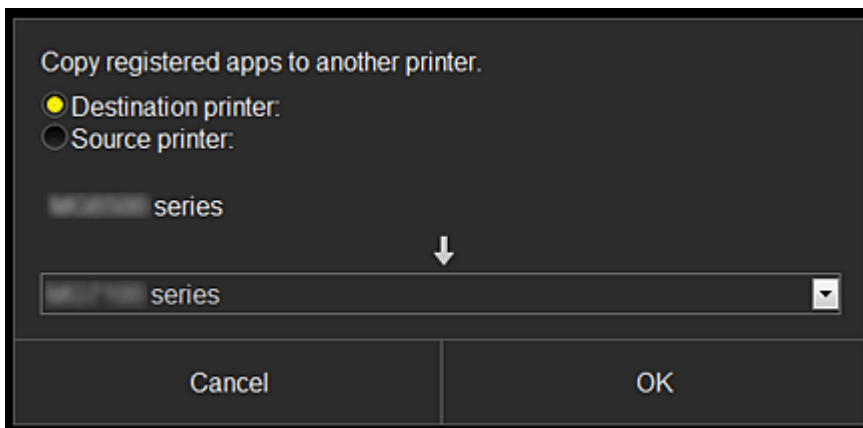 Copy registered apps to another printer.
Destination printer:
Source printer:
series
series
Cancel
OK